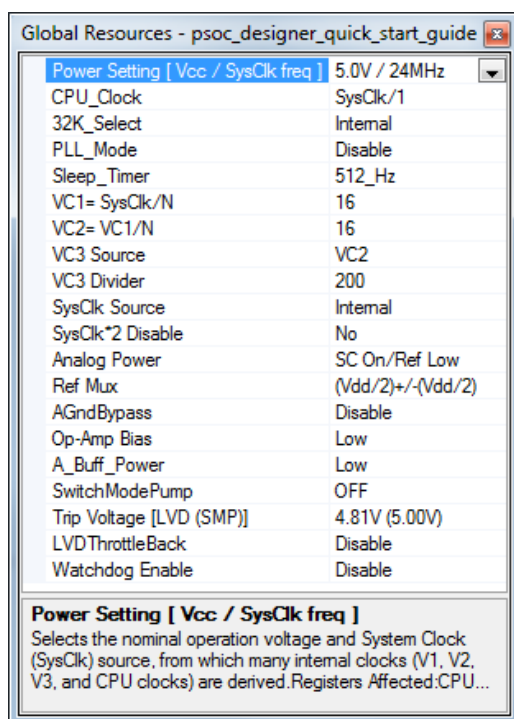 Global Resources - psoc_designer_quick_start_guide
Power Setting [ Vcc / SysClk freq ] 5.0V / 24MHz
CPU_Clock SysClk/1
32K_Select Internal
PLL_Mode Disable
Sleep_Timer 512_Hz
VC1= SysClk/N 16
VC2= VC1/N 16
VC3 Source VC2
VC3 Divider 200
SysClk Source Internal
SysClk*2 Disable No
Analog Power SC On/Ref Low
Ref Mux (Vdd/2)+/-(Vdd/2)
AGndBypass Disable
Op-Amp Bias Low
A_Buff_Power Low
SwitchModePump OFF
Trip Voltage [LVD (SMP)] 4.81V (5.00V)
LVDThrottleBack Disable
Watchdog Enable Disable
Power Setting [ Vcc / SysClk freq ]
Selects the nominal operation voltage and System Clock
(SysClk) source, from which many internal clocks (V1, V2,
V3, and CPU clocks) are derived.Registers Affected:CPU...